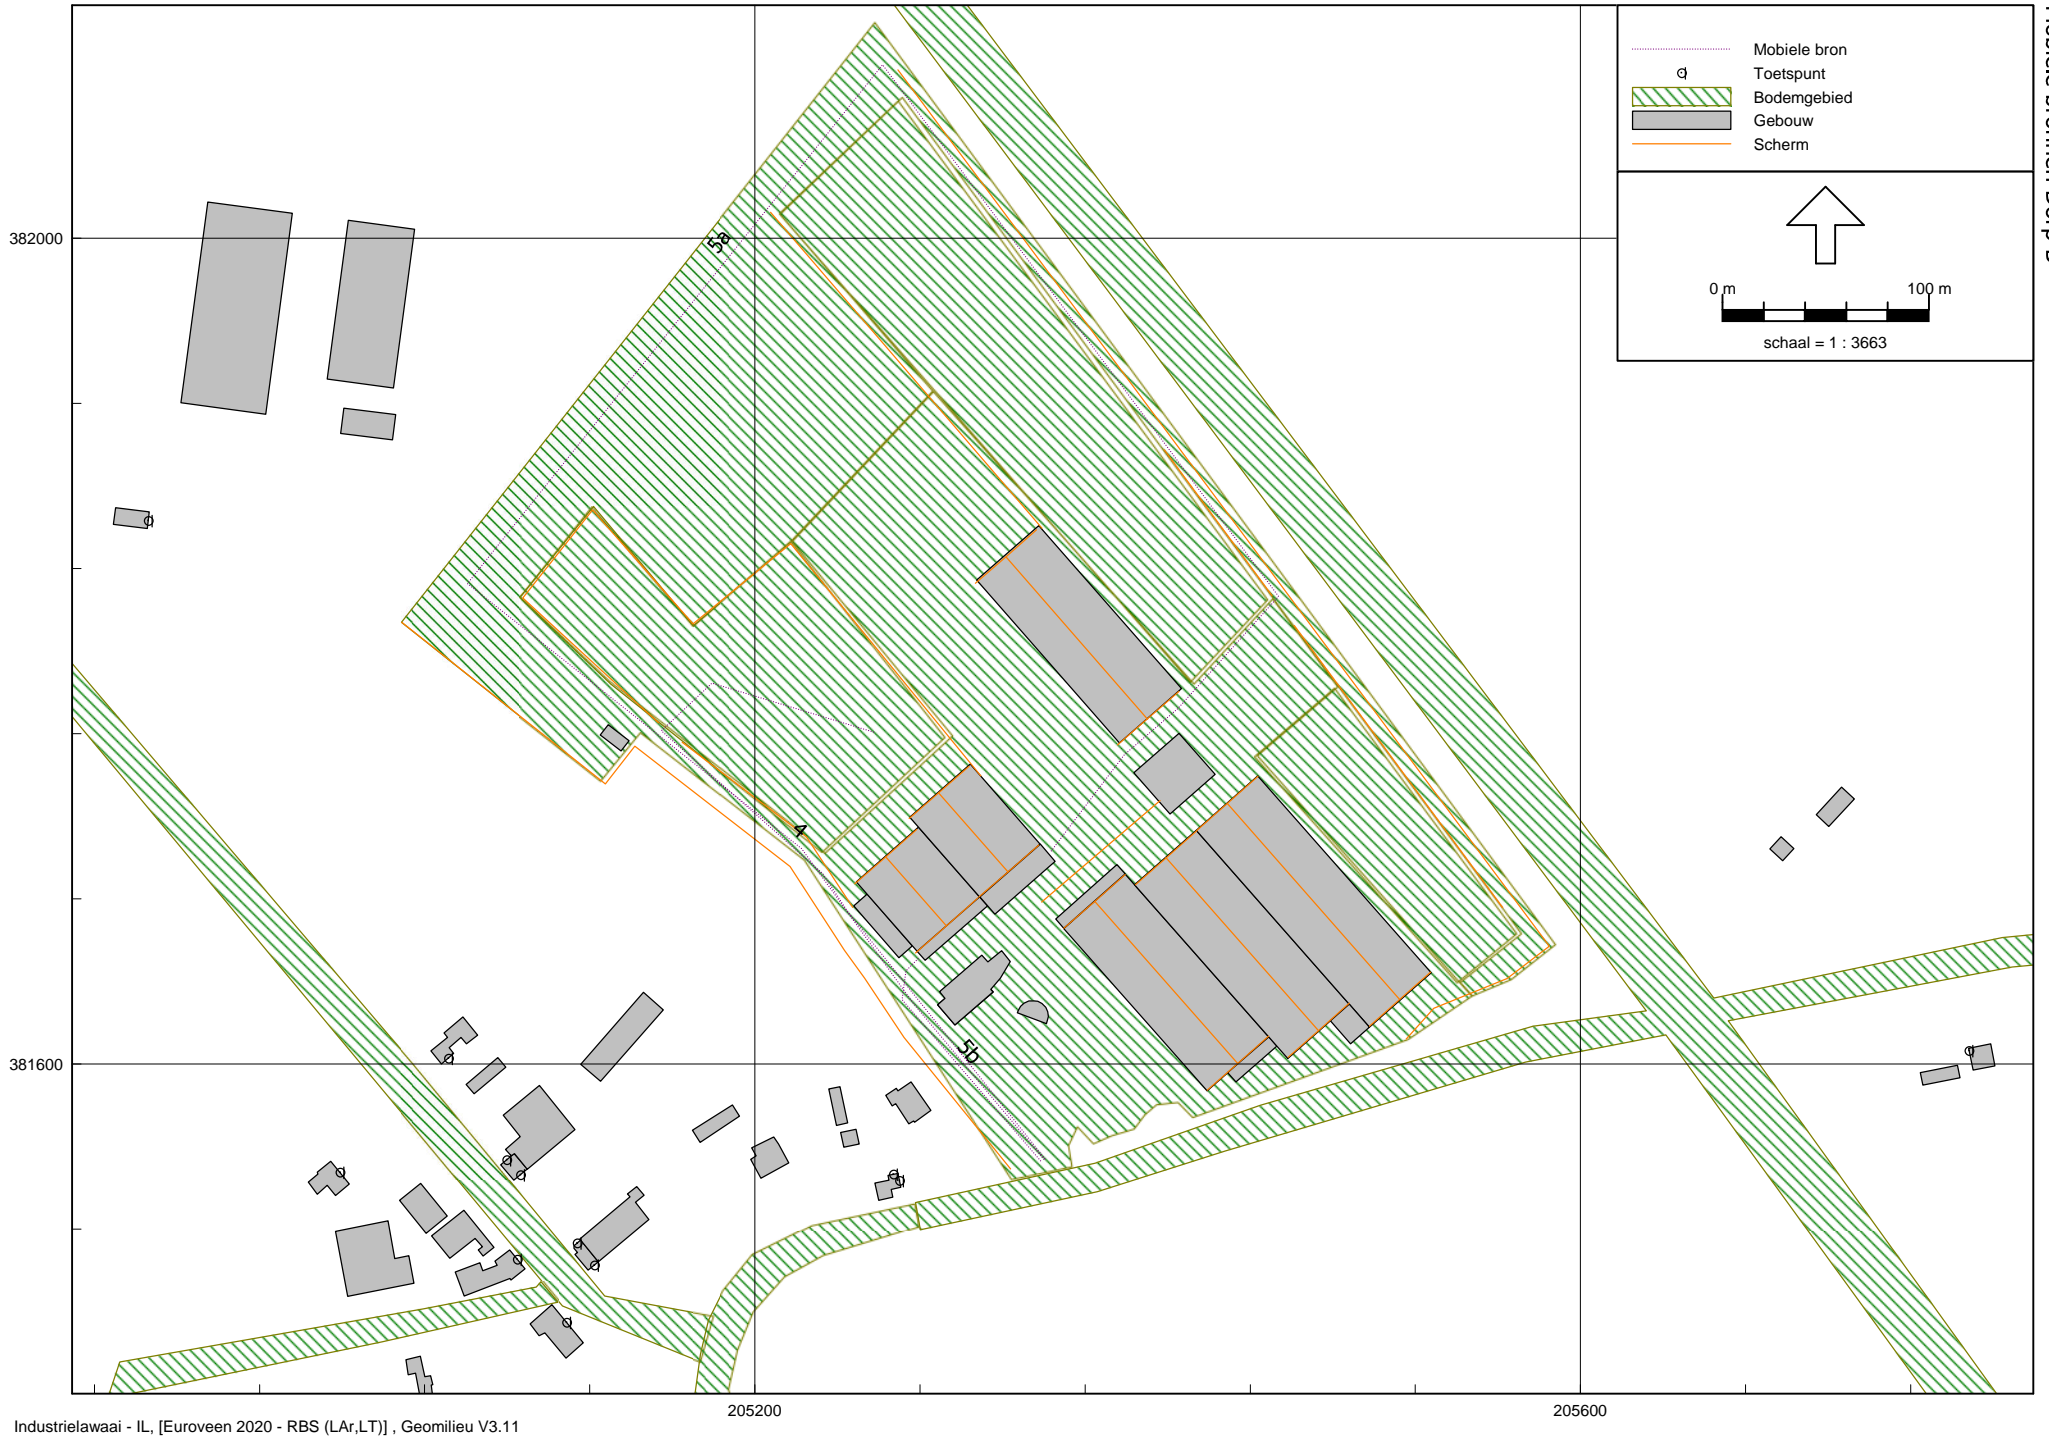 Mobiele bron
Toetspunt
Bodemgebied
Gebouw
Scherm
0 m 100 m
schaal = 1 : 3663
382000
5a
4
5b
381600
205200 205600
Industrielawaai - IL, [Euroveen 2020 - RBS (LAr,LT)] , Geomilieu V3.11